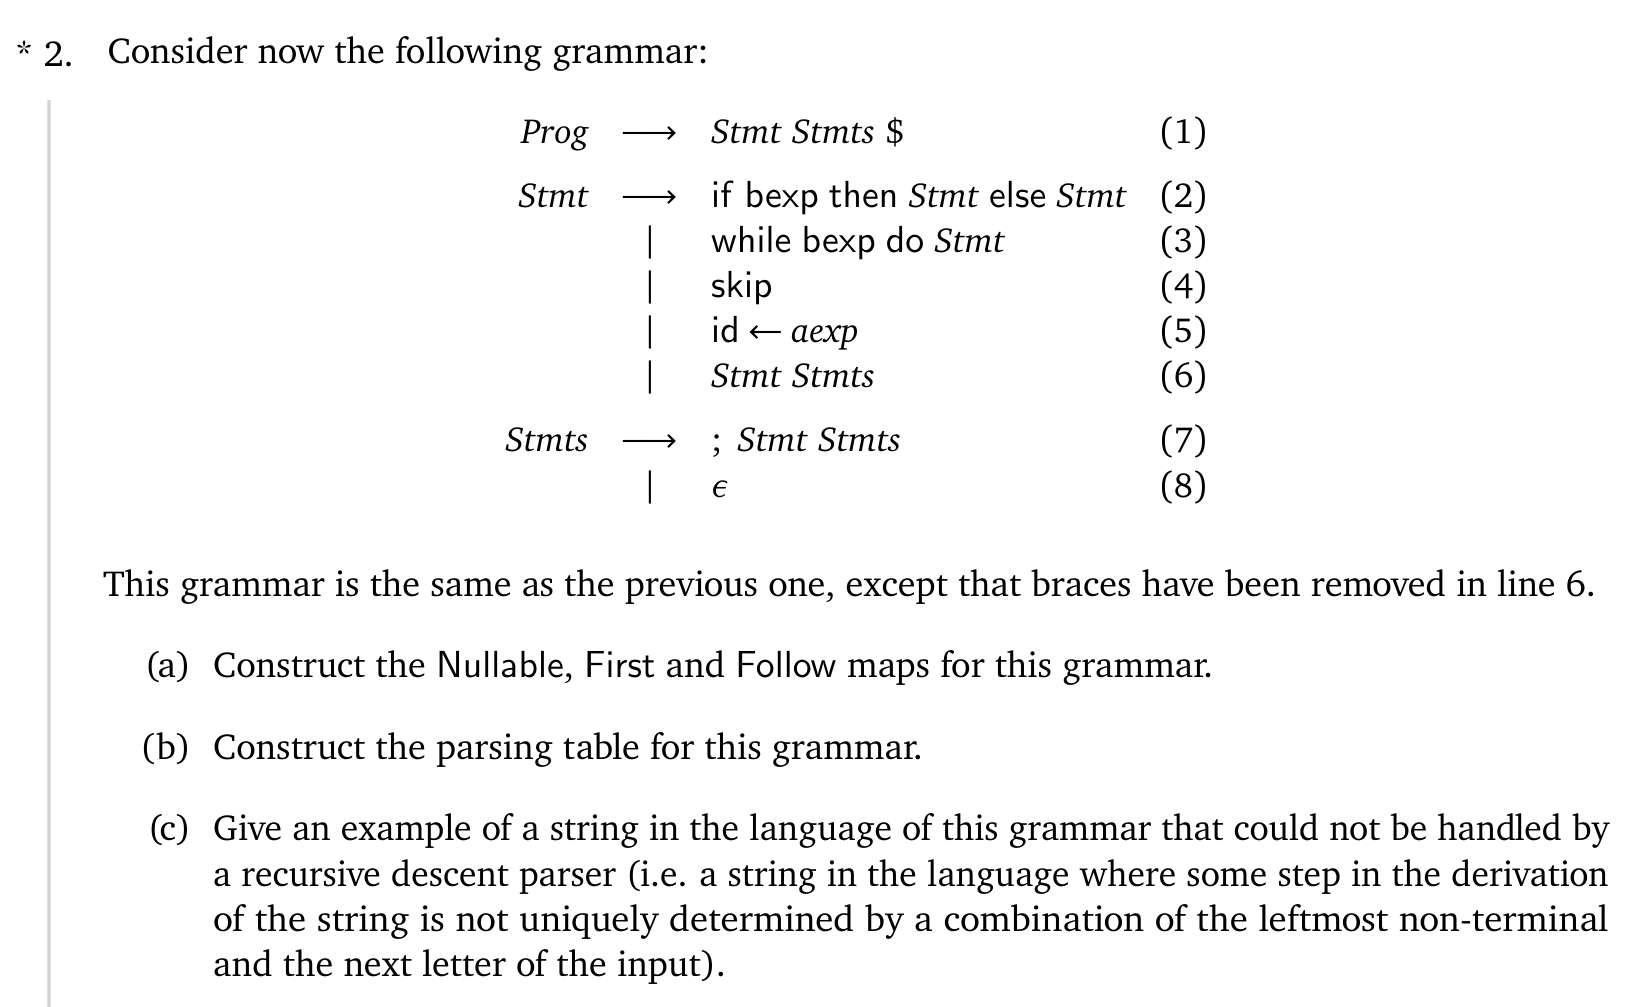 * 2. Consider now the following grammar:
Prog ⟶ Stmt Stmts $ (1)
Stmt ⟶ if bexp then Stmt else Stmt (2)
| while bexp do Stmt (3)
| skip (4)
| id ← aexp (5)
| Stmt Stmts (6)
Stmts ⟶ ; Stmt Stmts (7)
| ϵ (8)
This grammar is the same as the previous one, except that braces have been removed in line 6.
(a) Construct the Nullable, First and Follow maps for this grammar.
(b) Construct the parsing table for this grammar.
(c) Give an example of a string in the language of this grammar that could not be handled by
a recursive descent parser (i.e. a string in the language where some step in the derivation
of the string is not uniquely determined by a combination of the leftmost non-terminal
and the next letter of the input).